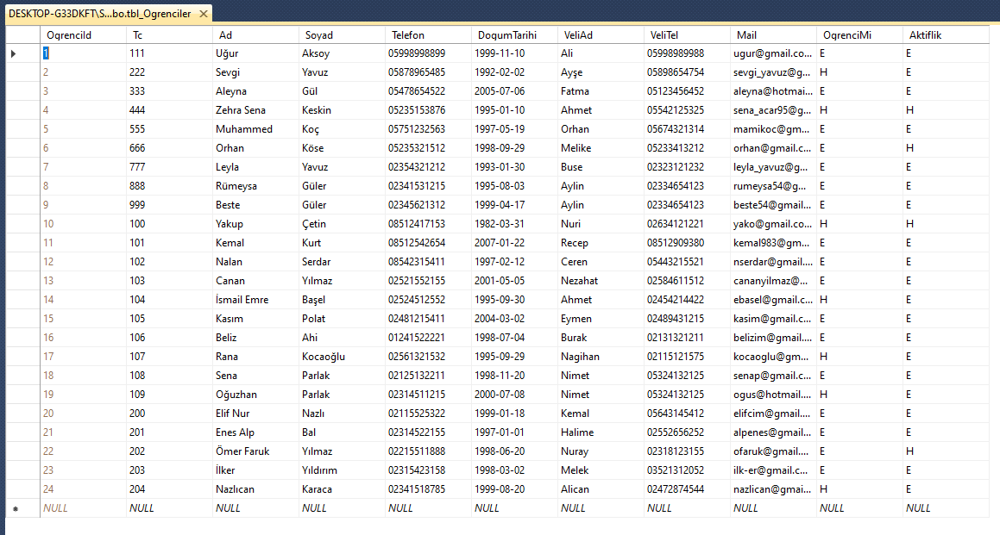 DESKTOP-G33DKFT\S...bo.tbl_Ogrenciler
OgrenciId Tc Ad Soyad Telefon DogumTarihi VeliAd VeliTel Mail OgrenciMi Aktiflik
1 111 Uğur Aksoy 05998998899 1999-11-10 Ali 05998989988 ugur@gmail.co... E E
2 222 Sevgi Yavuz 05878965485 1992-02-02 Ayşe 05898654754 sevgi_yavuz@g... H E
3 333 Aleyna Gül 05478654522 2005-07-06 Fatma 05123456452 aleyna@hotmai... E E
4 444 Zehra Sena Keskin 05235153876 1995-01-10 Ahmet 05542125325 sena_acar95@g... H H
5 555 Muhammed Koç 05751232563 1997-05-19 Orhan 05674321314 mamikoc@gm... E E
6 666 Orhan Köse 05235321512 1998-09-29 Melike 05233413212 orhan@gmail.c... E H
7 777 Leyla Yavuz 02354321212 1993-01-30 Buse 02323121232 leyla_yavuz@g... E E
8 888 Rümeysa Güler 02341531215 1995-08-03 Aylin 02334654123 rumeysa54@g... E E
9 999 Beste Güler 02345621312 1999-04-17 Aylin 02334654123 beste54@gmail... E E
10 100 Yakup Çetin 08512417153 1982-03-31 Nuri 02634121221 yako@gmail.co... H H
11 101 Kemal Kurt 08512542654 2007-01-22 Recep 08512909380 kemal983@gm... E E
12 102 Nalan Serdar 08542315411 1997-02-12 Ceren 05443215521 nserdar@gmail.... E E
13 103 Canan Yılmaz 02521552155 2001-05-05 Nezahat 02584611512 cananyilmaz@... E E
14 104 İsmail Emre Başel 02524512552 1995-09-30 Ahmet 02454214422 ebasel@gmail.c... H E
15 105 Kasım Polat 02481215411 2004-03-02 Eymen 02489431215 kasim@gmail.... E E
16 106 Beliz Ahi 01241522221 1998-07-04 Burak 02131321211 belizim@gmail.... E E
17 107 Rana Kocaoğlu 02561321532 1995-09-29 Nagihan 02115121575 kocaoglu@gm... H E
18 108 Sena Parlak 02125132211 1998-11-20 Nimet 05324132125 senap@gmail.... E E
19 109 Oğuzhan Parlak 02314511215 2000-07-08 Nimet 05324132125 ogus@hotmail.... H E
20 200 Elif Nur Nazlı 02115525322 1999-01-18 Kemal 05643145412 elifcim@gmail.... E E
21 201 Enes Alp Bal 02314522155 1997-01-01 Halime 02552656252 alpenes@gmail.... E E
22 202 Ömer Faruk Yılmaz 02215511888 1998-06-20 Nuray 02318123155 ofaruk@gmail.... E H
23 203 İlker Yıldırım 02315423158 1998-03-02 Melek 03521312052 ilk-er@gmail.c... E E
24 204 Nazlıcan Karaca 02341518785 1999-08-20 Alican 02472874544 nazlican@gmai... H E
NULL NULL NULL NULL NULL NULL NULL NULL NULL NULL NULL